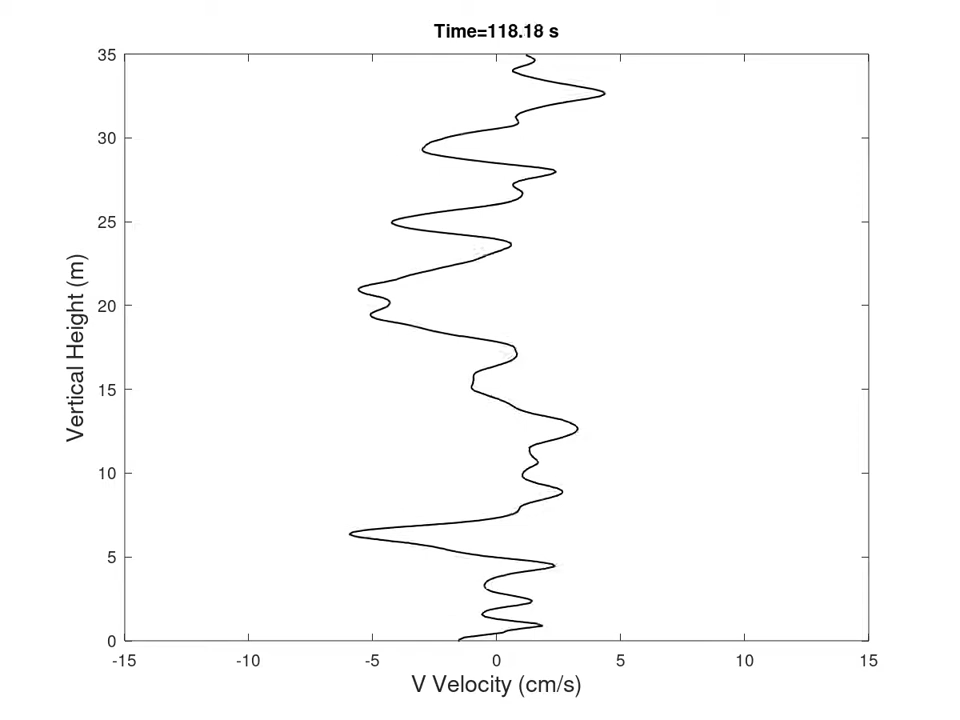 Time=118.18 s
35
30
25
20
15
10
5
0
Vertical Height (m)
-15 -10 -5 0 5 10 15
V Velocity (cm/s)